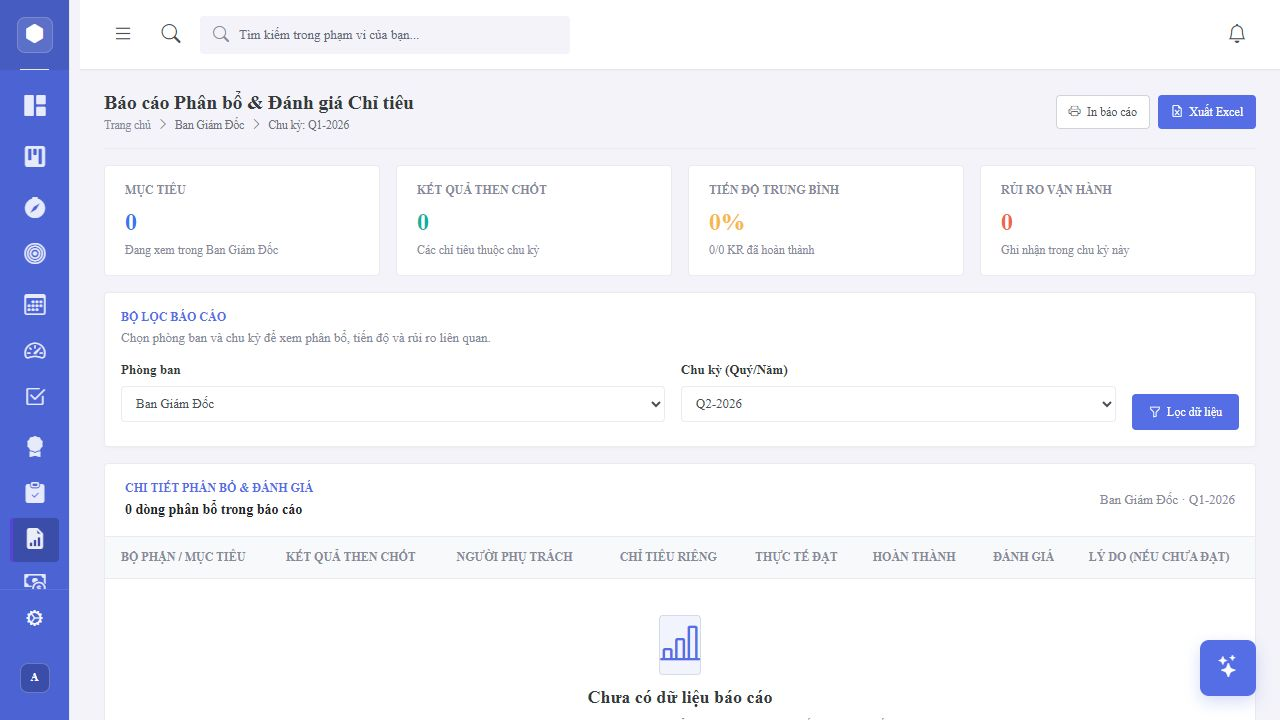 Tìm kiếm trong phạm vi của bạn...
Báo cáo Phân bổ & Đánh giá Chỉ tiêu
Trang chủ > Ban Giám Đốc > Chu kỳ: Q1-2026
In báo cáo
Xuất Excel
MỤC TIÊU
0
Đang xem trong Ban Giám Đốc
KẾT QUẢ THEN CHỐT
0
Các chỉ tiêu thuộc chu kỳ
TIẾN ĐỘ TRUNG BÌNH
0%
0/0 KR đã hoàn thành
RỦI RO VẬN HÀNH
0
Ghi nhận trong chu kỳ này
BỘ LỌC BÁO CÁO
Chọn phòng ban và chu kỳ để xem phân bổ, tiến độ và rủi ro liên quan.
Phòng ban
Ban Giám Đốc
Chu kỳ (Quý/Năm)
Q2-2026
Lọc dữ liệu
CHI TIẾT PHÂN BỔ & ĐÁNH GIÁ
0 dòng phân bổ trong báo cáo
Ban Giám Đốc · Q1-2026
BỘ PHẬN / MỤC TIÊU KẾT QUẢ THEN CHỐT NGƯỜI PHỤ TRÁCH CHỈ TIÊU RIÊNG THỰC TẾ ĐẠT HOÀN THÀNH ĐÁNH GIÁ LÝ DO (NẾU CHƯA ĐẠT)
Chưa có dữ liệu báo cáo
A